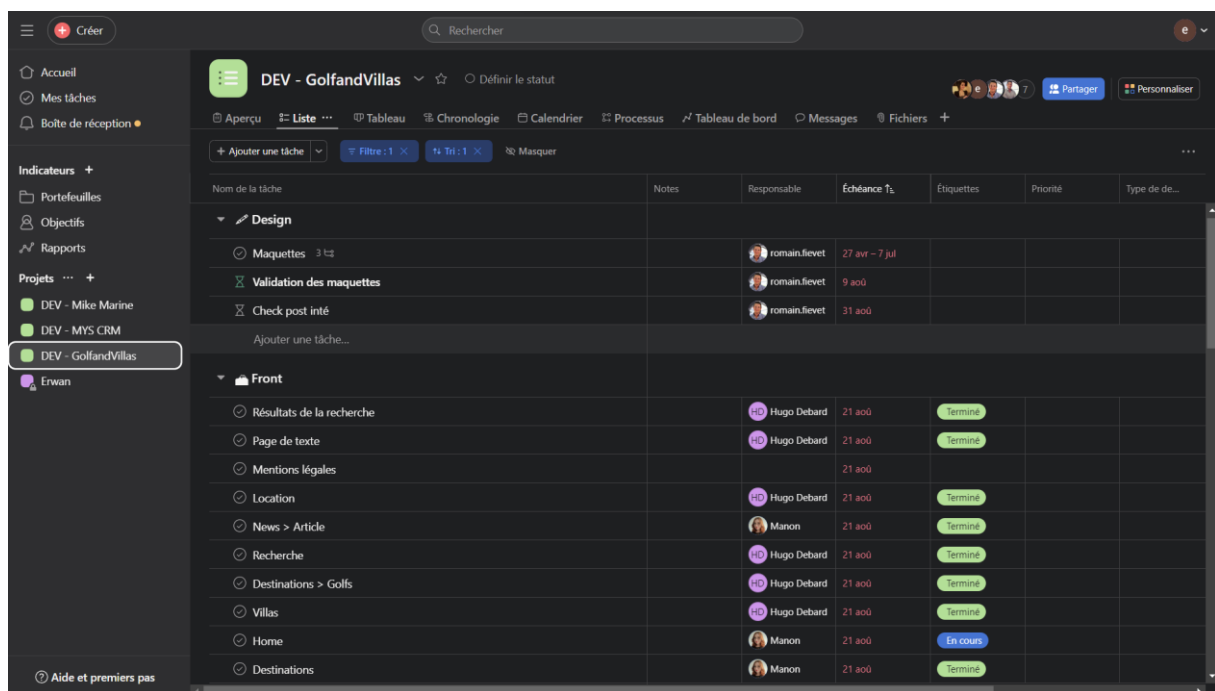 Créer
Rechercher
e
Accueil
Mes tâches
Boîte de réception
Indicateurs +
Portefeuilles
Objectifs
Rapports
Projets ... +
DEV - Mike Marine
DEV - MYS CRM
DEV - GolfandVillas
Erwan
Aide et premiers pas
DEV - GolfandVillas
Définir le statut
e
7
Partager
Personnaliser
Aperçu Liste ... Tableau Chronologie Calendrier Processus Tableau de bord Messages Fichiers +
+ Ajouter une tâche Filtre : 1 × Tri : 1 × Masquer ...
Nom de la tâche Notes Responsable Échéance Étiquettes Priorité Type de de...
Design
Maquettes 3 romain.fievet 27 avr – 7 jul
Validation des maquettes romain.fievet 9 aoû
Check post inté romain.fievet 31 aoû
Ajouter une tâche...
Front
Résultats de la recherche HD Hugo Debard 21 aoû Terminé
Page de texte HD Hugo Debard 21 aoû Terminé
Mentions légales 21 aoû
Location HD Hugo Debard 21 aoû Terminé
News > Article Manon 21 aoû Terminé
Recherche HD Hugo Debard 21 aoû Terminé
Destinations > Golfs HD Hugo Debard 21 aoû Terminé
Villas HD Hugo Debard 21 aoû Terminé
Home Manon 21 aoû En cours
Destinations Manon 21 aoû Terminé